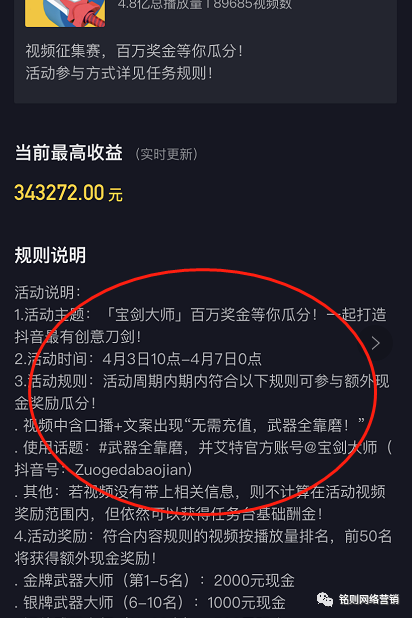 4.8亿总播放量 | 89685视频数
视频征集赛，百万奖金等你瓜分！
活动参与方式详见任务规则！
当前最高收益 （实时更新）
343272.00 元
规则说明
活动说明：
1.活动主题：「宝剑大师」百万奖金等你瓜分！一起打造
抖音最有创意刀剑！
2.活动时间：4月3日10点-4月7日0点
3.活动规则：活动周期内期内符合以下规则可参与额外现
金奖励瓜分！
. 视频中含口播+文案出现“无需充值，武器全靠磨！”
. 使用话题：#武器全靠磨，并艾特官方账号@宝剑大师（
抖音号：Zuogedabaojian）
. 其他：若视频没有带上相关信息，则不计算在活动视频
奖励范围内，但依然可以获得任务台基础酬金！
4.活动奖励：符合内容规则的视频按播放量排名，前50名
将获得额外现金奖励！
. 金牌武器大师（第1-5名）：2000元现金
. 银牌武器大师（6-10名）：1000元现金
铭则网络营销